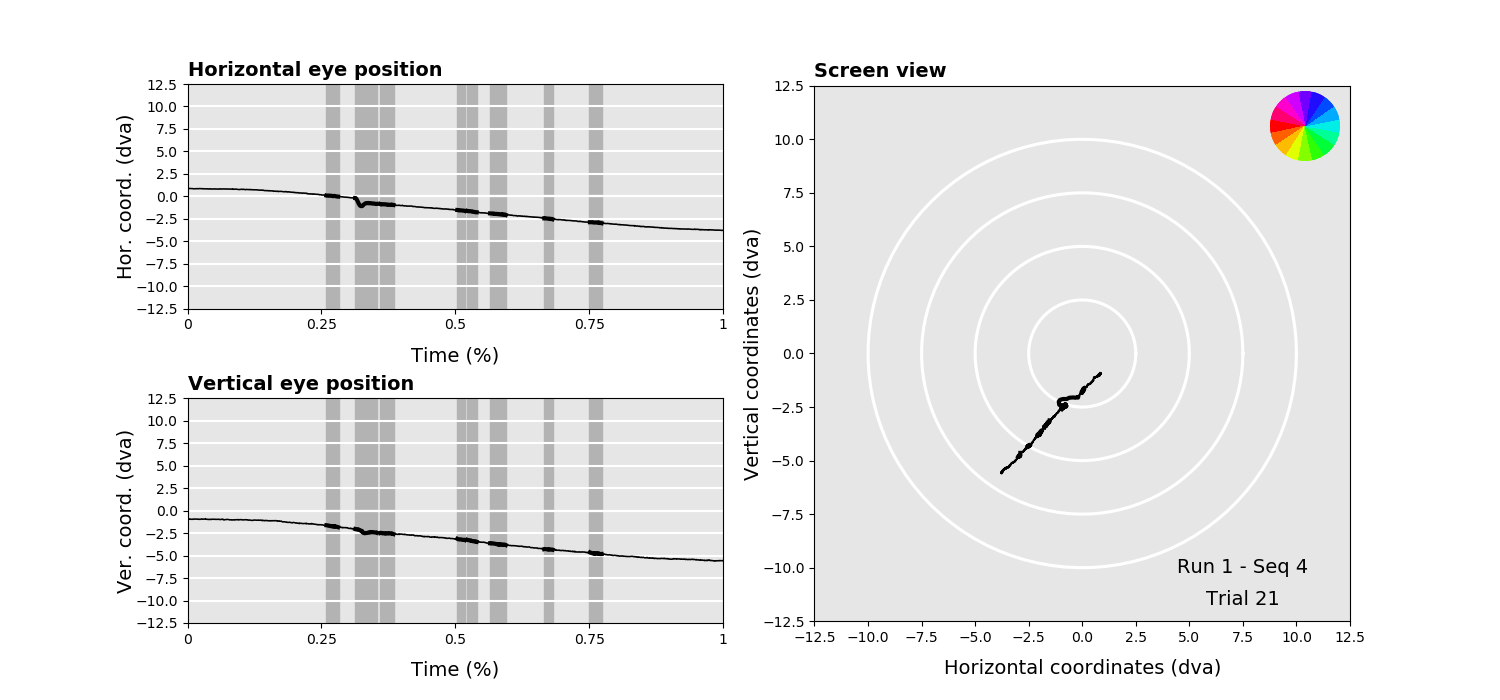 Horizontal eye position
Hor. coord. (dva)
12.5
10.0
7.5
5.0
2.5
0.0
−2.5
−5.0
−7.5
−10.0
−12.5
0 0.25 0.5 0.75 1
Time (%)
Vertical eye position
Ver. coord. (dva)
12.5
10.0
7.5
5.0
2.5
0.0
−2.5
−5.0
−7.5
−10.0
−12.5
0 0.25 0.5 0.75 1
Time (%)
Screen view
Vertical coordinates (dva)
12.5
10.0
7.5
5.0
2.5
0.0
−2.5
−5.0
−7.5
−10.0
−12.5
Run 1 - Seq 4
Trial 21
−12.5 −10.0 −7.5 −5.0 −2.5 0.0 2.5 5.0 7.5 10.0 12.5
Horizontal coordinates (dva)